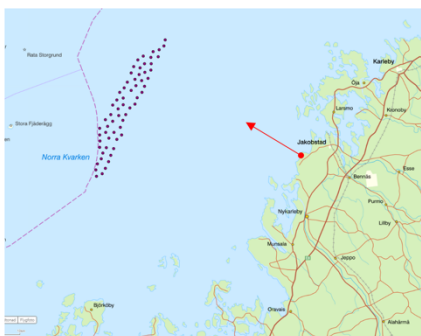 Rata Storgrund
Karleby
Öja
Larsmo
Kronoby
Stora Fjäderägg
Jakobstad
Norra Kvarken
Bennäs
Esse
Purmo
Nykarleby
Lillby
Munsala
Jeppo
Björköby
Oravais
Alahärmä